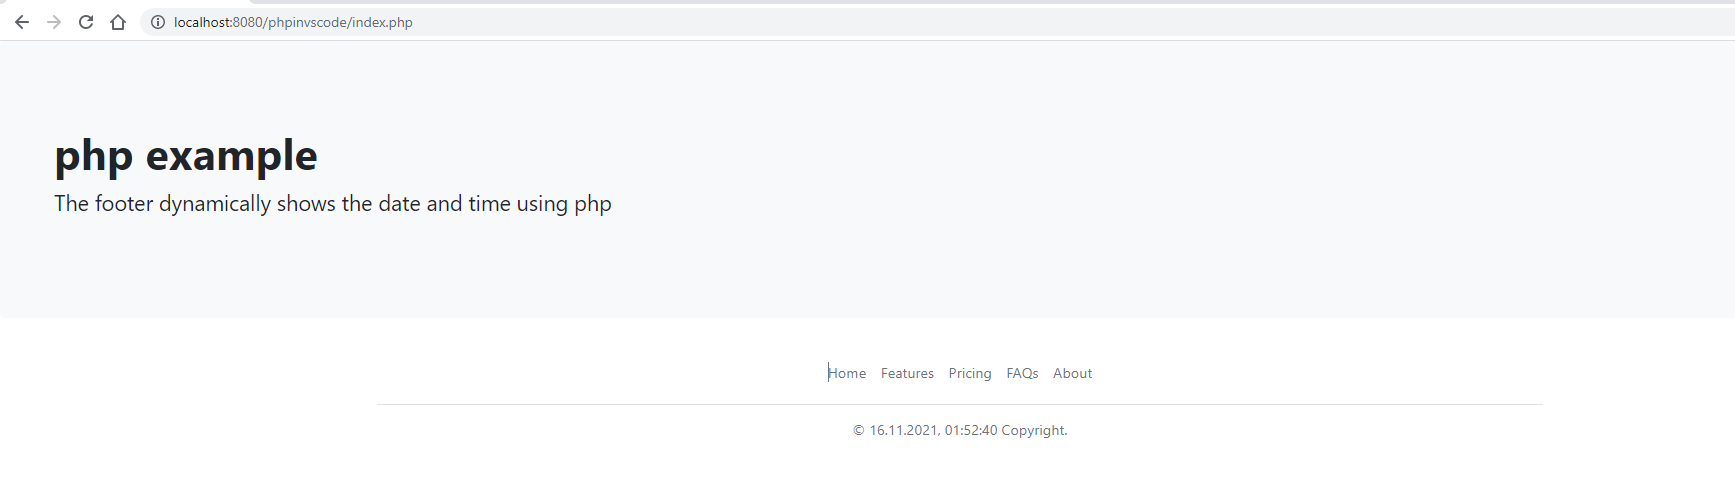 localhost:8080/phpinvscode/index.php
php example
The footer dynamically shows the date and time using php
Home Features Pricing FAQs About
© 16.11.2021, 01:52:40 Copyright.